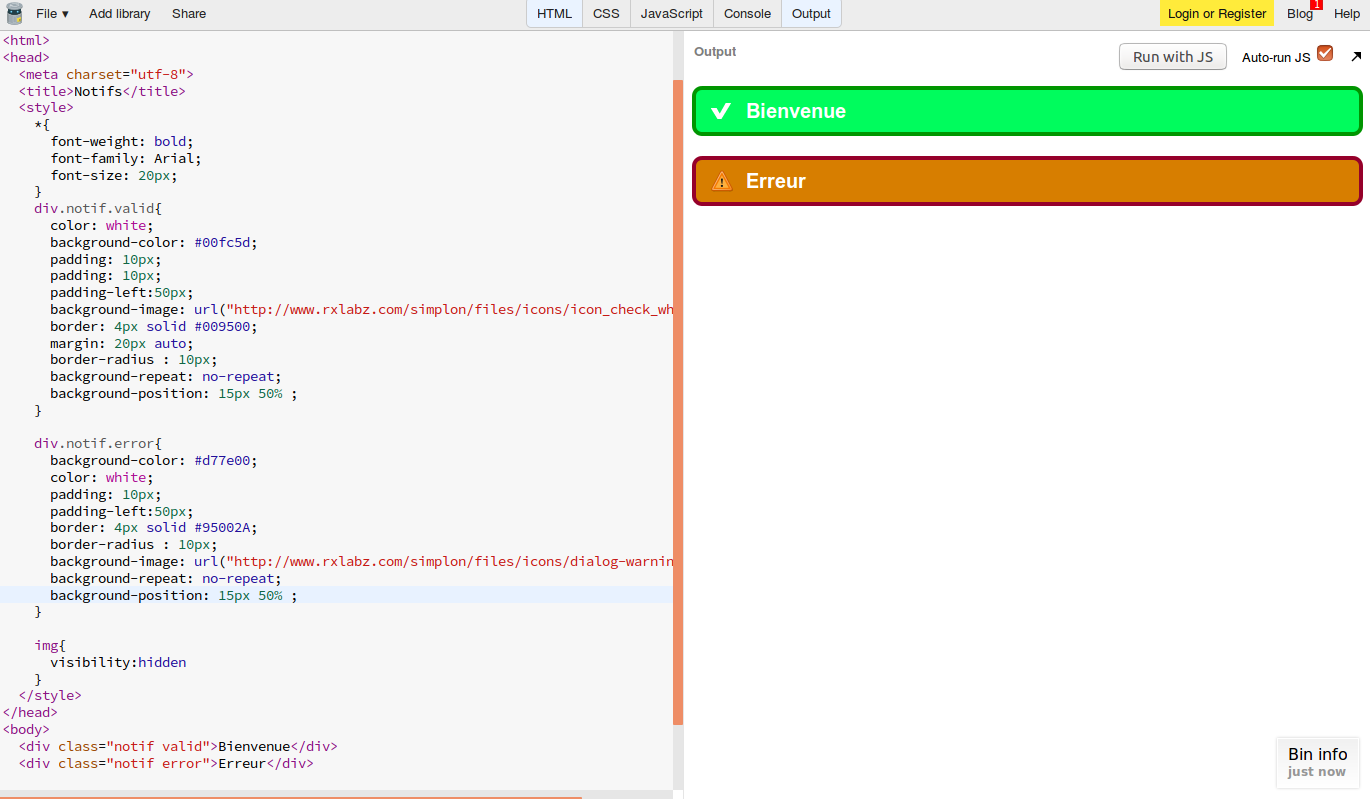 File ▾ Add library Share HTML CSS JavaScript Console Output Login or Register Blog 1 Help
<html>
<head>
<meta charset="utf-8">
<title>Notifs</title>
<style>
*{
font-weight: bold;
font-family: Arial;
font-size: 20px;
}
div.notif.valid{
color: white;
background-color: #00fc5d;
padding: 10px;
padding: 10px;
padding-left:50px;
background-image: url("http://www.rxlabz.com/simplon/files/icons/icon_check_wh
border: 4px solid #009500;
margin: 20px auto;
border-radius : 10px;
background-repeat: no-repeat;
background-position: 15px 50% ;
}
div.notif.error{
background-color: #d77e00;
color: white;
padding: 10px;
padding-left:50px;
border: 4px solid #95002A;
border-radius : 10px;
background-image: url("http://www.rxlabz.com/simplon/files/icons/dialog-warnin
background-repeat: no-repeat;
background-position: 15px 50% ;
}
img{
visibility:hidden
}
</style>
</head>
<body>
<div class="notif valid">Bienvenue</div>
<div class="notif error">Erreur</div>
Output
Run with JS Auto-run JS
Bienvenue
Erreur
Bin info
just now